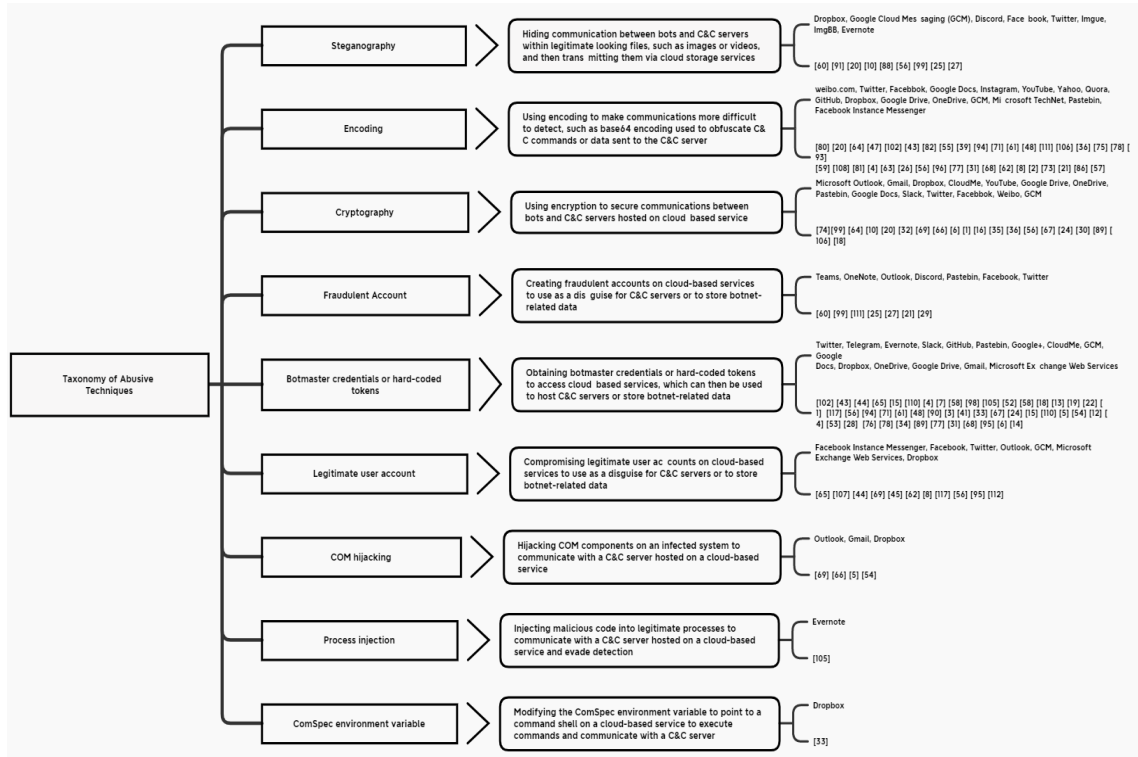 Taxonomy of Abusive
Techniques
Steganography
Hiding communication between bots and C&C servers
within legitimate looking files, such as images or videos,
and then trans mitting them via cloud storage services
Dropbox, Google Cloud Mes saging (GCM), Discord, Face book, Twitter, Imgue,
ImgBB, Evernote
[60] [91] [20] [10] [88] [56] [99] [25] [27]
Encoding
Using encoding to make communications more difficult
to detect, such as base64 encoding used to obfuscate C&
C commands or data sent to the C&C server
weibo.com, Twitter, Facebbok, Google Docs, Instagram, YouTube, Yahoo, Quora,
GitHub, Dropbox, Google Drive, OneDrive, GCM, Mi crosoft TechNet, Pastebin,
Facebook Instance Messenger
[80] [20] [64] [47] [102] [43] [82] [55] [39] [94] [71] [61] [48] [111] [106] [36] [75] [78] [
93]
[59] [108] [81] [4] [63] [26] [56] [96] [77] [31] [68] [62] [8] [2] [73] [21] [86] [57]
Cryptography
Using encryption to secure communications between
bots and C&C servers hosted on cloud based service
Microsoft Outlook, Gmail, Dropbox, CloudMe, YouTube, Google Drive, OneDrive,
Pastebin, Google Docs, Slack, Twitter, Facebbok, Weibo, GCM
[74][99] [64] [10] [20] [32] [69] [66] [6] [1] [16] [35] [36] [56] [67] [24] [30] [89] [
106] [18]
Fraudulent Account
Creating fraudulent accounts on cloud-based services
to use as a dis guise for C&C servers or to store botnet-
related data
Teams, OneNote, Outlook, Discord, Pastebin, Facebook, Twitter
[60] [99] [111] [25] [27] [21] [29]
Botmaster credentials or hard-coded
tokens
Obtaining botmaster credentials or hard-coded tokens
to access cloud based services, which can then be used
to host C&C servers or store botnet-related data
Twitter, Telegram, Evernote, Slack, GitHub, Pastebin, Google+, CloudMe, GCM,
Google
Docs, Dropbox, OneDrive, Google Drive, Gmail, Microsoft Ex change Web Services
[102] [43] [44] [65] [15] [110] [4] [7] [58] [98] [105] [52] [58] [18] [13] [19] [22] [
1] [117] [56] [94] [71] [61] [48] [90] [3] [41] [33] [67] [24] [15] [110] [5] [54] [12] [
4] [53] [28] [76] [78] [34] [89] [77] [31] [68] [95] [6] [14]
Legitimate user account
Compromising legitimate user ac counts on cloud-based
services to use as a disguise for C&C servers or to store
botnet-related data
Facebook Instance Messenger, Facebook, Twitter, Outlook, GCM, Microsoft
Exchange Web Services, Dropbox
[65] [107] [44] [69] [45] [62] [8] [117] [56] [95] [112]
COM hijacking
Hijacking COM components on an infected system to
communicate with a C&C server hosted on a cloud-based
service
Outlook, Gmail, Dropbox
[69] [66] [5] [54]
Process injection
Injecting malicious code into legitimate processes to
communicate with a C&C server hosted on a cloud-based
service and evade detection
Evernote
[105]
ComSpec environment variable
Modifying the ComSpec environment variable to point to a
command shell on a cloud-based service to execute
commands and communicate with a C&C server
Dropbox
[33]